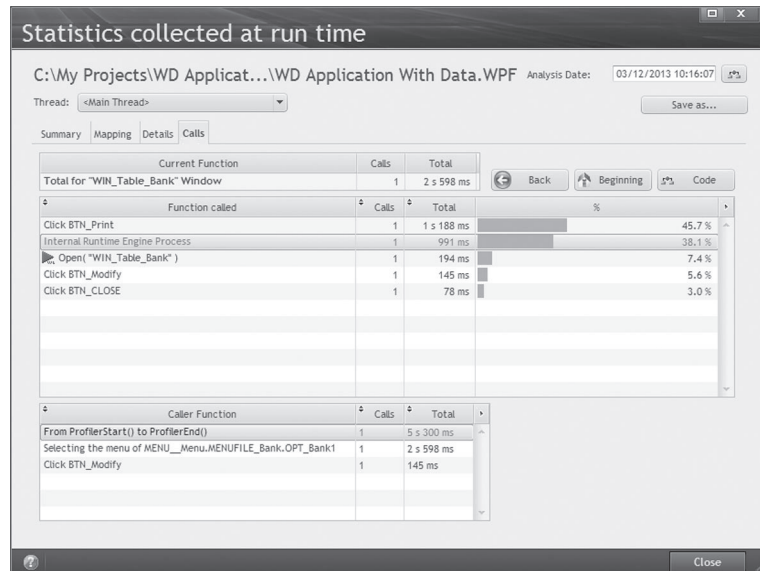 Statistics collected at run time
C:\My Projects\WD Applicat...\WD Application With Data.WPF Analysis Date: 03/12/2013 10:16:07
Thread: <Main Thread>
Save as...
Summary Mapping Details Calls
Current Function Calls Total
Total for "WIN_Table_Bank" Window 1 2 s 598 ms
Back Beginning Code
Function called Calls Total %
Click BTN_Print 1 1 s 188 ms 45.7 %
Internal Runtime Engine Process 1 991 ms 38.1 %
Open( "WIN_Table_Bank" ) 1 194 ms 7.4 %
Click BTN_Modify 1 145 ms 5.6 %
Click BTN_CLOSE 1 78 ms 3.0 %
Caller Function Calls Total
From ProfilerStart() to ProfilerEnd() 1 5 s 300 ms
Selecting the menu of MENU__Menu.MENUFILE_Bank.OPT_Bank1 1 2 s 598 ms
Click BTN_Modify 1 145 ms
? Close